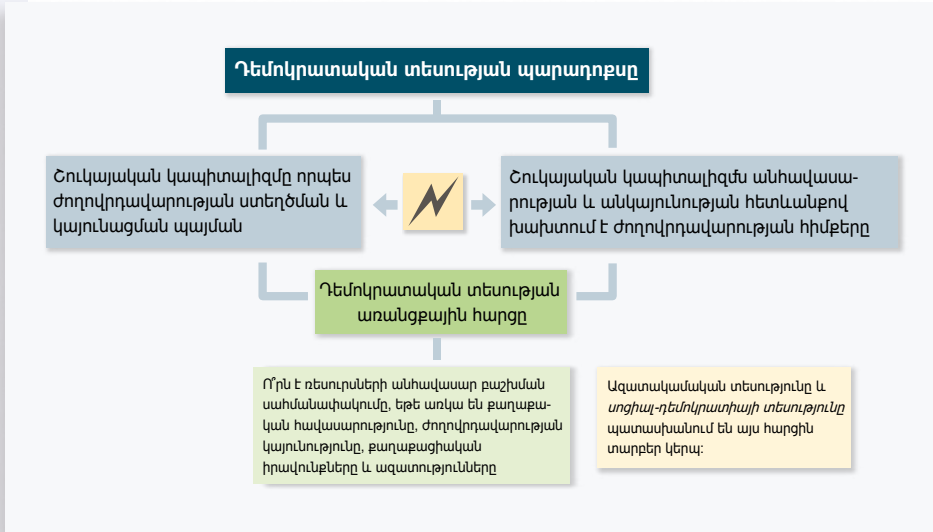 Դեմոկրատական տեսության պարադոքսը
Շուկայական կապիտալիզմը որպես
ժողովրդավարության ստեղծման և
կայունացման պայման
Շուկայական կապիտալիզմն անհավասա-
րության և անկայունության հետևանքով
խախտում է ժողովրդավարության հիմքերը
Դեմոկրատական տեսության
առանցքային հարցը
Ո՞րն է ռեսուրսների անհավասար բաշխման
սահմանափակումը, եթե առկա են քաղաքա-
կան հավասարությունը, ժողովրդավարության
կայունությունը, քաղաքացիական
իրավունքները և ազատությունները
Ազատակամական տեսությունը և
սոցիալ-դեմոկրատիայի տեսությունը
պատասխանում են այս հարցին
տարբեր կերպ: